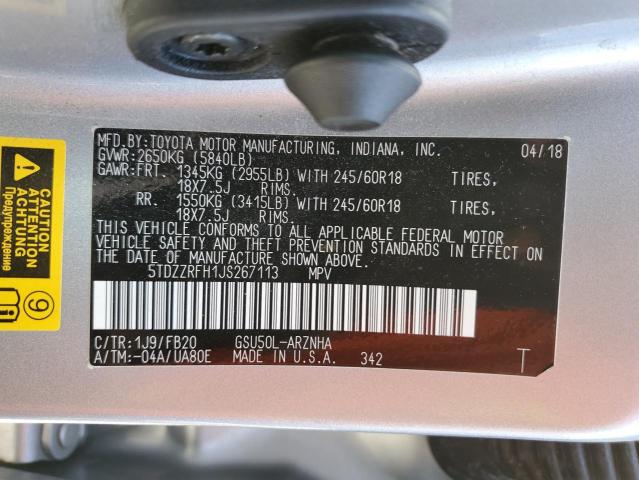 MFD.BY:TOYOTA MOTOR MANUFACTURING, INDIANA, INC. 04/18
GVWR:2650KG (5840LB)
GAWR:FRT. 1345KG (2955LB) WITH 245/60R18 TIRES,
18X7.5J RIMS.
RR. 1550KG (3415LB) WITH 245/60R18 TIRES,
18X7.5J RIMS.
THIS VEHICLE CONFORMS TO ALL APPLICABLE FEDERAL MOTOR
VEHICLE SAFETY AND THEFT PREVENTION STANDARDS IN EFFECT ON
THE DATE OF MANUFACTURE SHOWN ABOVE.
5TDZZRFH1JS267113 MPV
C/TR:1J9/FB20 GSU50L-ARZNHA
A/TM:-04A/UA80E MADE IN U.S.A. 342 T
ACHTUNG
Предупреждение
9